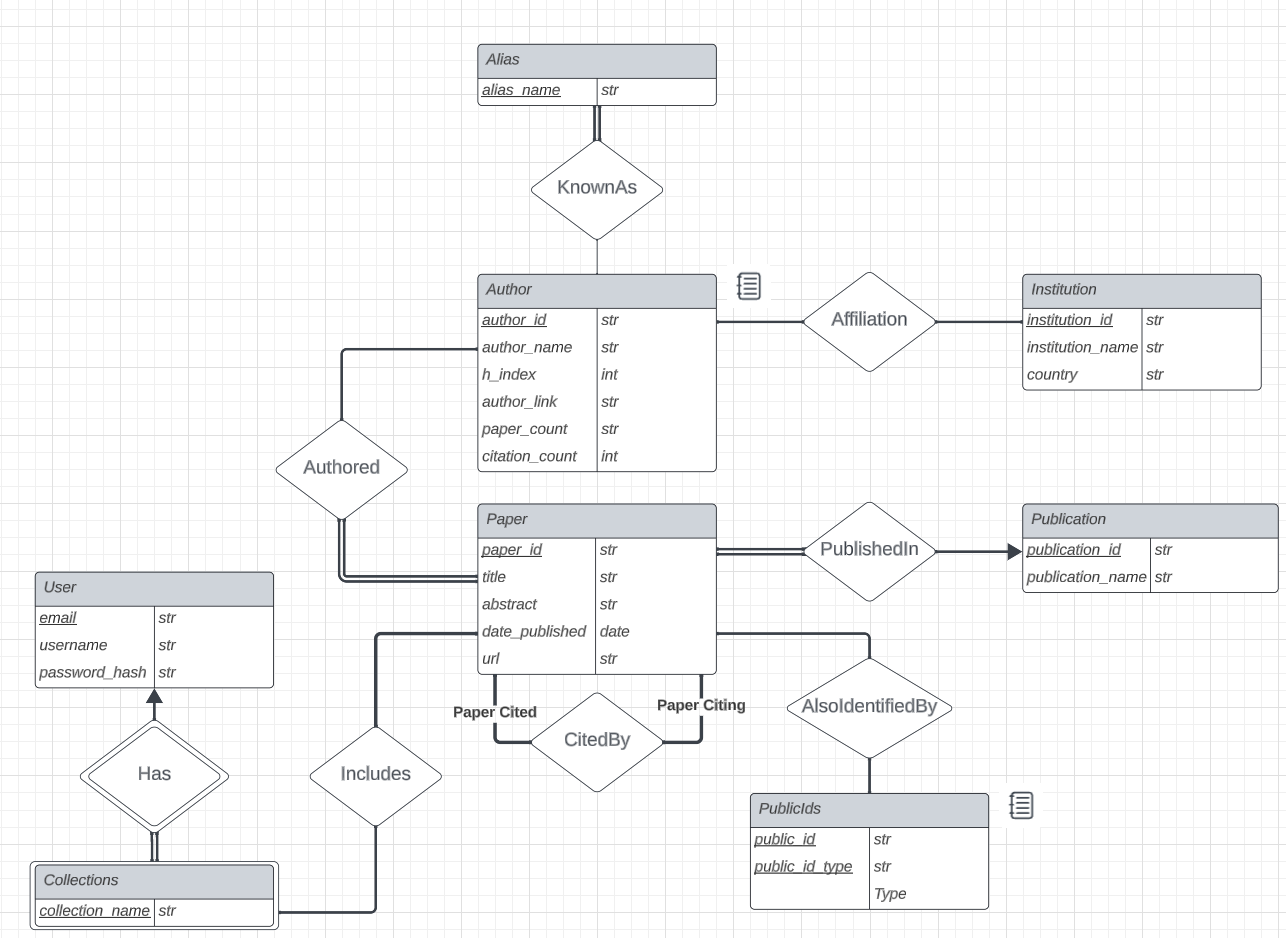 Alias
alias_name str
KnownAs
Author
author_id str
author_name str
h_index int
author_link str
paper_count str
citation_count int
Affiliation
Institution
institution_id str
institution_name str
country str
Authored
Paper
paper_id str
title str
abstract str
date_published date
url str
PublishedIn
Publication
publication_id str
publication_name str
User
email str
username str
password_hash str
Paper Cited
Paper Citing
CitedBy
AlsoIdentifiedBy
Has
Includes
PublicIds
public_id str
public_id_type str
Type
Collections
collection_name str